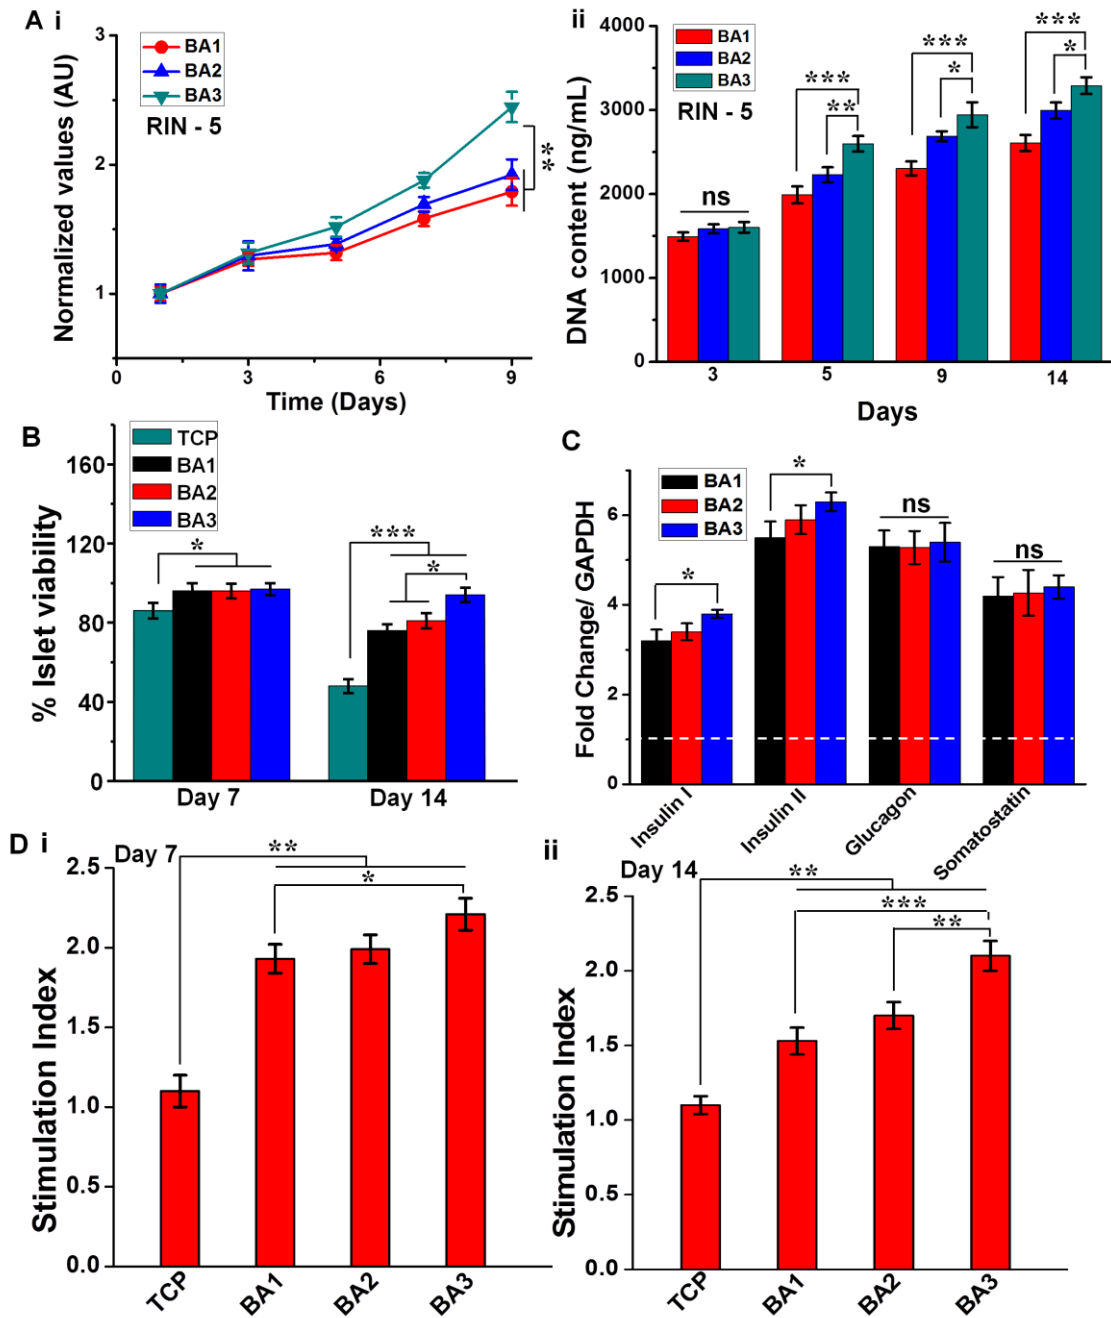 A i
Normalized values (AU)
3
2
1
BA1
BA2
BA3
RIN - 5
**
0 3 6 9
Time (Days)
ii
DNA content (ng/mL)
4000
3000
2000
1000
0
BA1
BA2
BA3
RIN - 5
ns
***
**
***
*
***
*
3 5 9 14
Days
B
% Islet viability
160
120
80
40
0
TCP
BA1
BA2
BA3
*
***
*
Day 7 Day 14
C
Fold Change/ GAPDH
6
4
2
0
BA1
BA2
BA3
*
*
ns
ns
Insulin I
Insulin II
Glucagon
Somatostatin
D i
Day 7
Stimulation Index
2.5
2.0
1.5
1.0
0.5
0.0
**
*
TCP BA1 BA2 BA3
ii
Day 14
Stimulation Index
2.5
2.0
1.5
1.0
0.5
0.0
**
***
**
TCP BA1 BA2 BA3